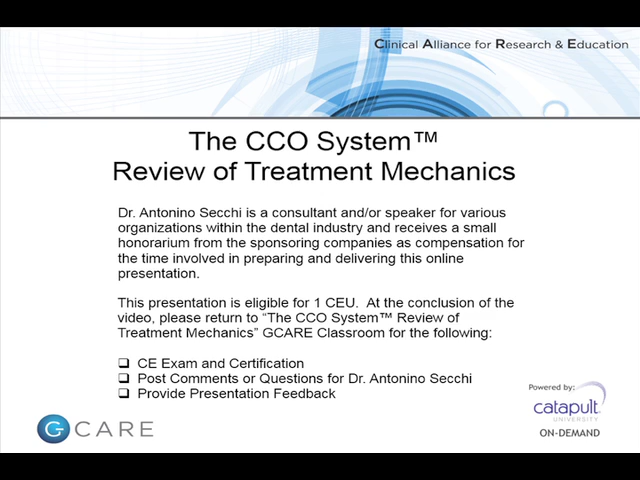 Clinical Alliance for Research & Education
The CCO System™
Review of Treatment Mechanics
Dr. Antonino Secchi is a consultant and/or speaker for various
organizations within the dental industry and receives a small
honorarium from the sponsoring companies as compensation for
the time involved in preparing and delivering this online
presentation.
This presentation is eligible for 1 CEU. At the conclusion of the
video, please return to “The CCO System™ Review of
Treatment Mechanics” GCARE Classroom for the following:
❑ CE Exam and Certification
❑ Post Comments or Questions for Dr. Antonino Secchi
❑ Provide Presentation Feedback
Powered by:
catapult
UNIVERSITY
ON-DEMAND
G CARE